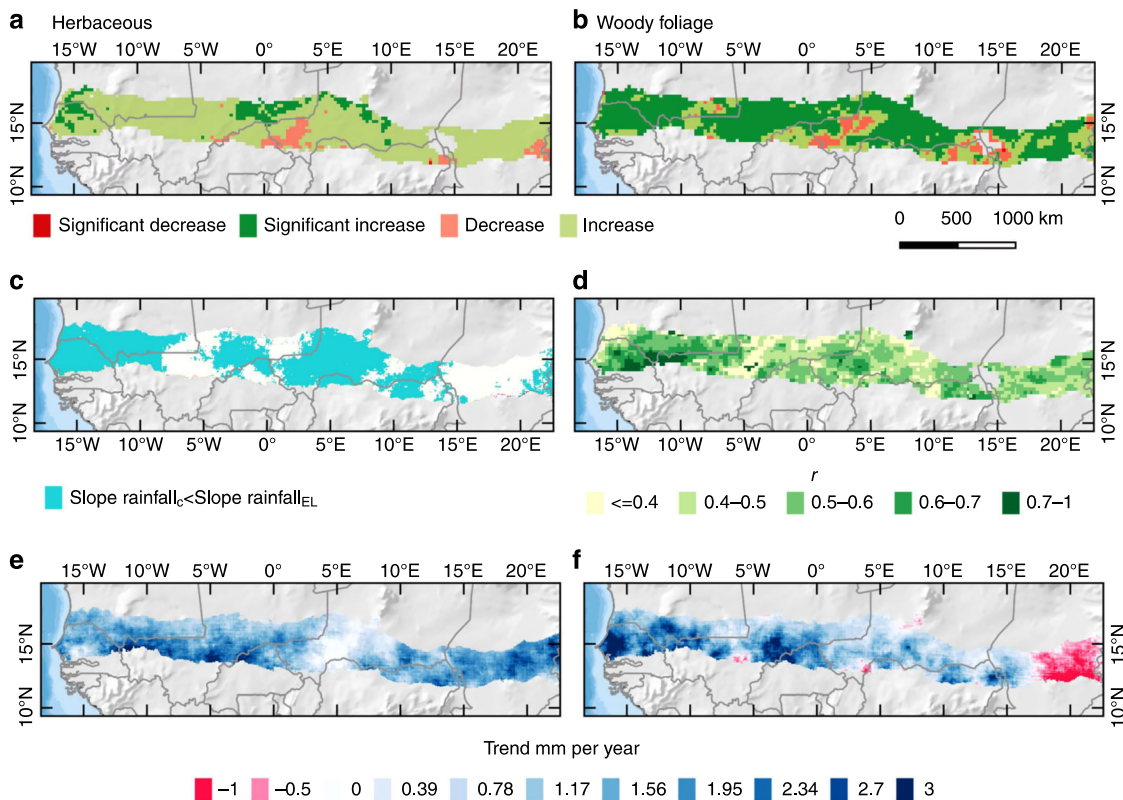 a Herbaceous
15°W 10°W 0° 5°E 10°E 15°E 20°E
15°N
10°N
b Woody foliage
15°W 10°W 5°W 0° 5°E 10°E 15°E 20°E
15°N
10°N
Significant decrease Significant increase Decrease Increase
0 500 1000 km
c
15°N
10°N
15°W 10°W 5°W 0° 5°E 10°E 15°E 20°E
Slope rainfallc<Slope rainfallEL
d
15°N
10°N
15°W 10°W 5°W 0° 5°E 10°E 15°E 20°E
r
<=0.4 0.4–0.5 0.5–0.6 0.6–0.7 0.7–1
e
15°W 10°W 5°W 0° 5°E 10°E 15°E 20°E
15°N
10°N
f
15°W 10°W 5°W 0° 5°E 10°E 15°E 20°E
15°N
10°N
Trend mm per year
–1 –0.5 0 0.39 0.78 1.17 1.56 1.95 2.34 2.7 3